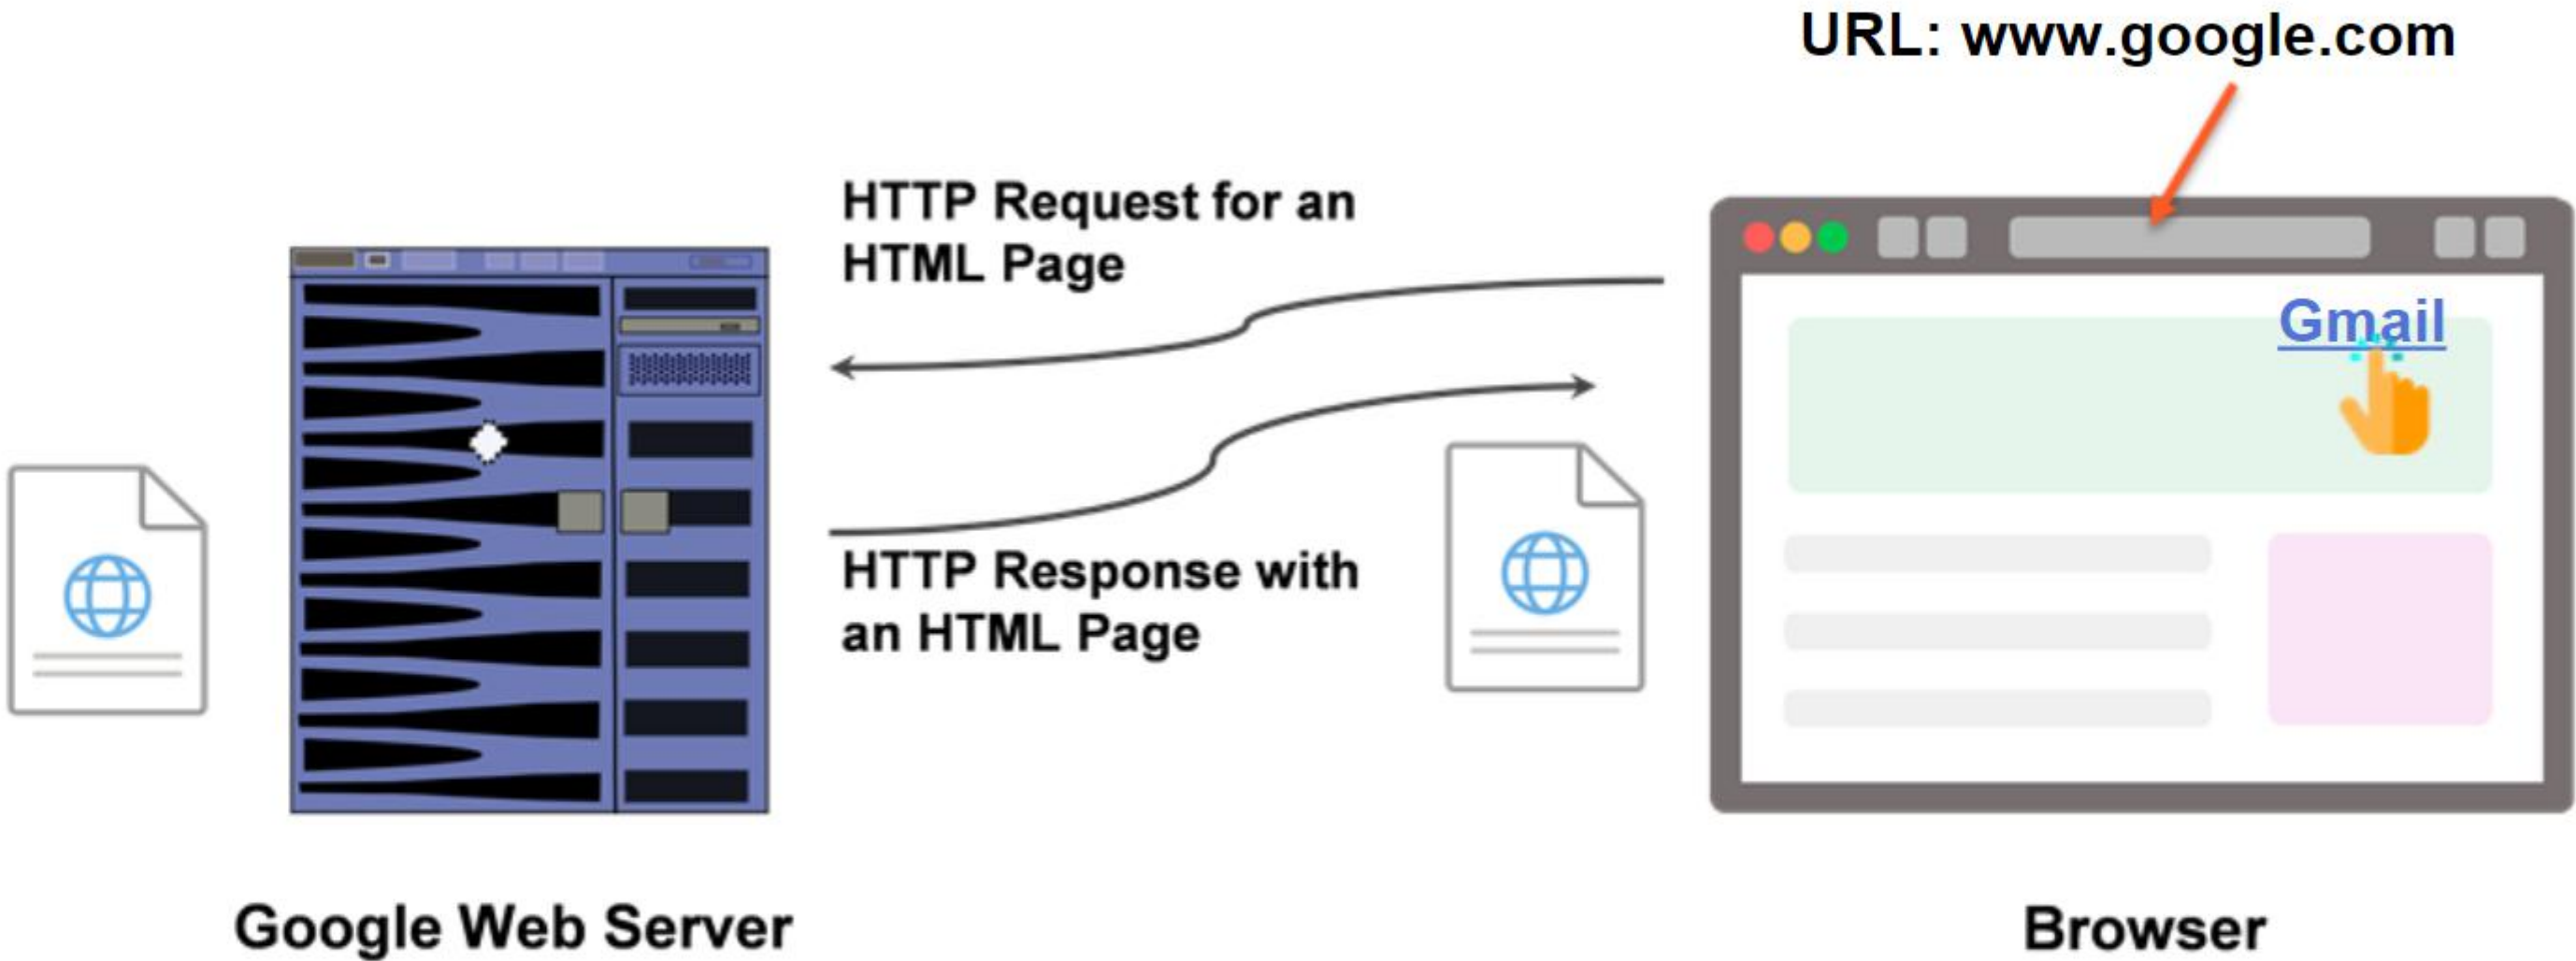 URL: www.google.com
HTTP Request for an
HTML Page
Gmail
HTTP Response with
an HTML Page
Google Web Server
Browser